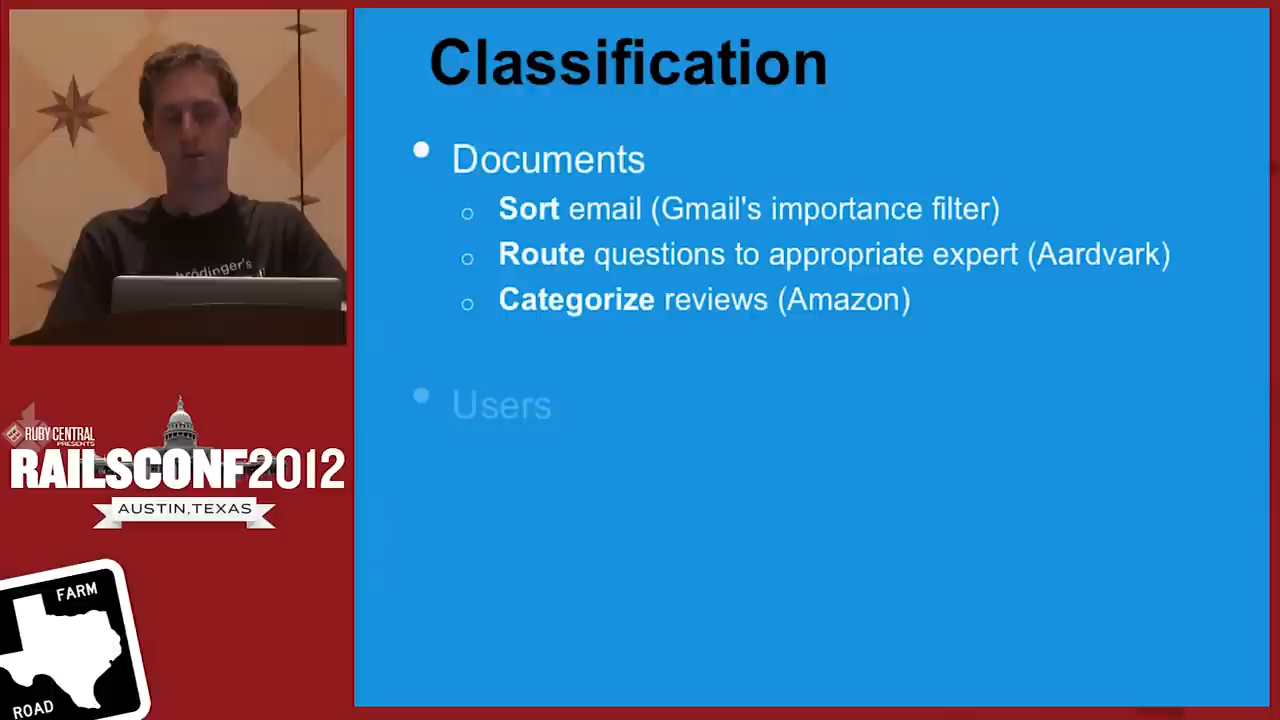 Classification
Documents
Sort email (Gmail's importance filter)
Route questions to appropriate expert (Aardvark)
Categorize reviews (Amazon)
Users
RUBY CENTRAL
PRESENTS
RAILSCONF2012
AUSTIN, TEXAS
FARM
ROAD